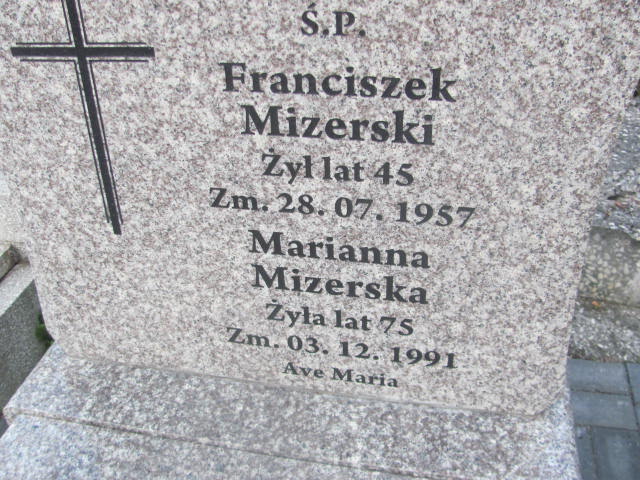 Ś.P.
Franciszek
Mizerski
Żył lat 45
Zm. 28. 07. 1957
Marianna
Mizerska
Żyła lat 75
Zm. 03. 12. 1991
Ave Maria